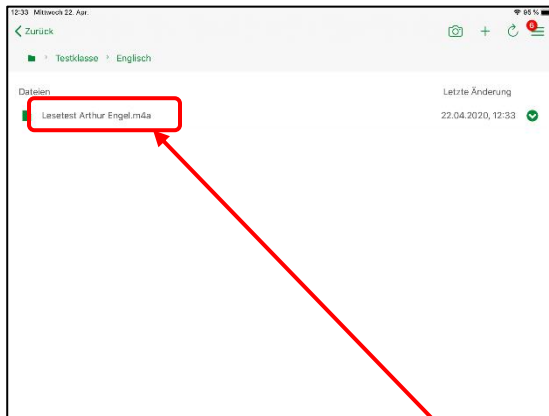 12:33 Mittwoch 22. Apr. 95 %
Zurück 6
Testklasse > Englisch
Dateien Letzte Änderung
Lesetest Arthur Engel.m4a 22.04.2020, 12:33